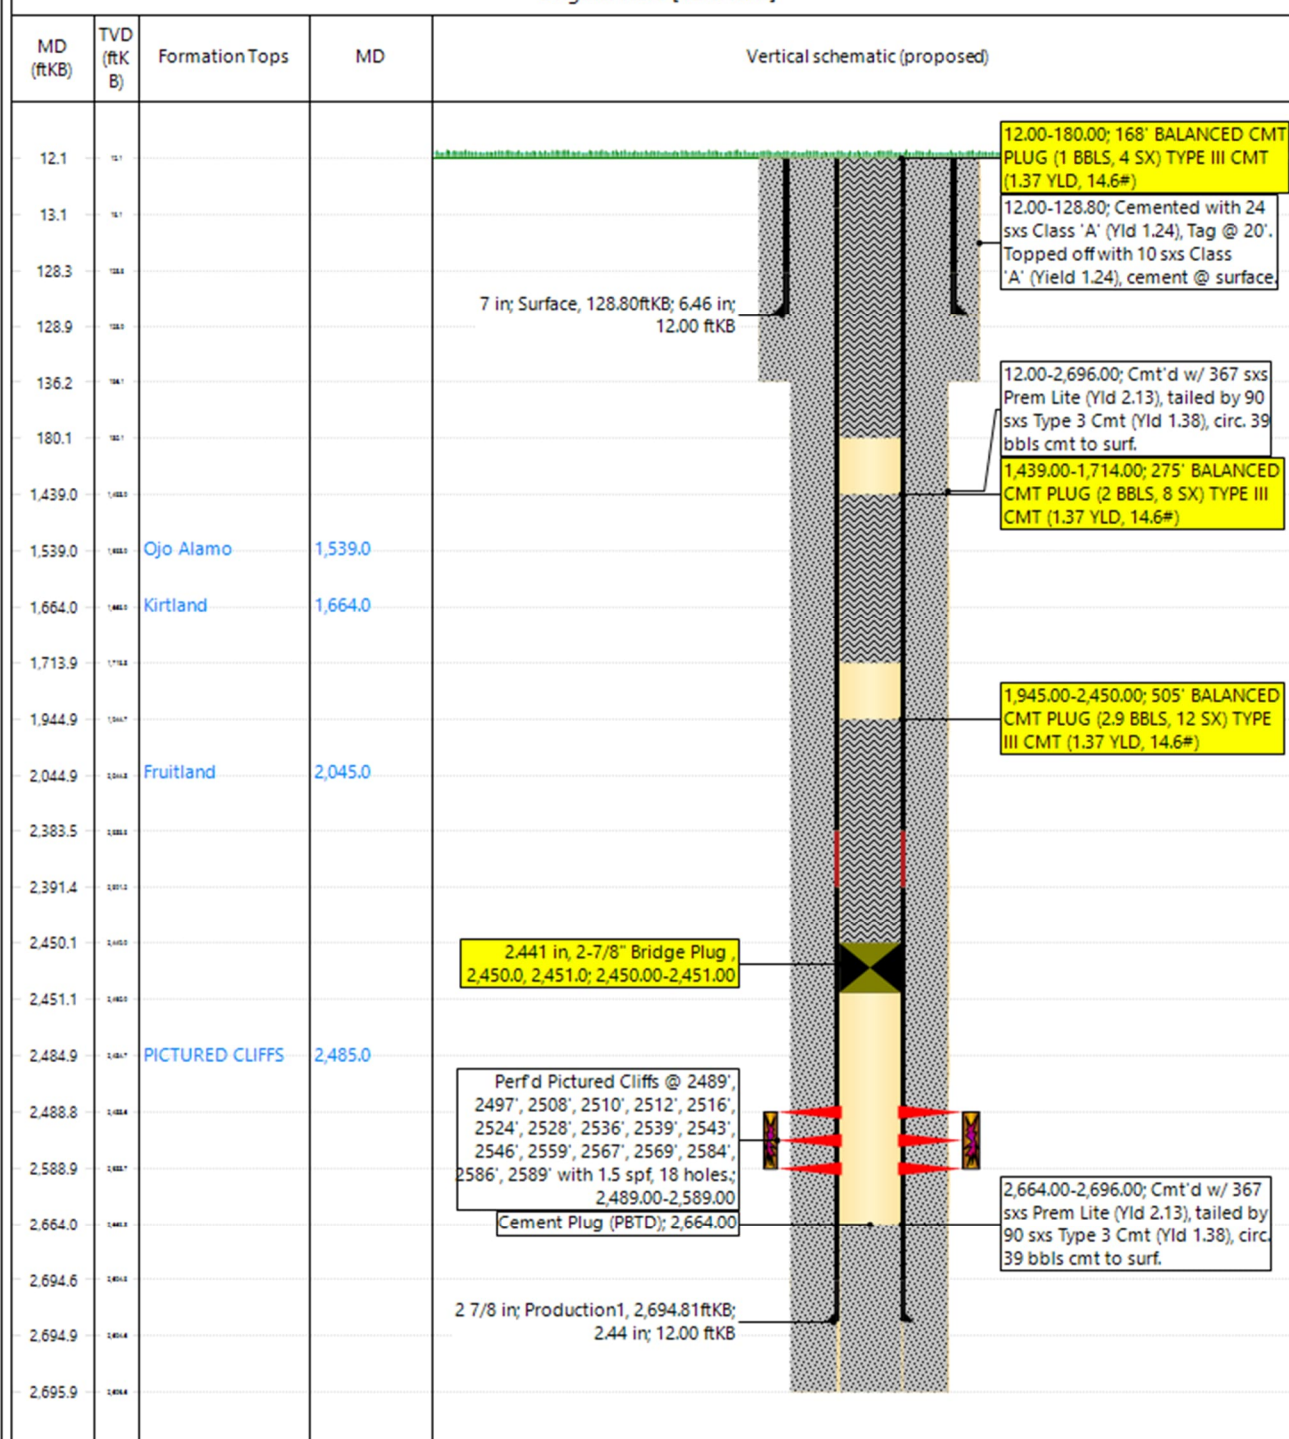 MD
(ftKB)
TVD
(ftK
B)
Formation Tops
MD
Vertical schematic (proposed)
12.1
13.1
128.3
128.9
136.2
180.1
1,439.0
1,539.0
Ojo Alamo
1,539.0
1,664.0
Kirtland
1,664.0
1,713.9
1,944.9
2,044.9
Fruitland
2,045.0
2,383.5
2,391.4
2,450.1
2,451.1
2,484.9
PICTURED CLIFFS
2,485.0
2,488.8
2,588.9
2,664.0
2,694.6
2,694.9
2,695.9
7 in; Surface, 128.80ftKB; 6.46 in;
12.00 ftKB
2.441 in, 2-7/8" Bridge Plug ,
2,450.0, 2,451.0; 2,450.00-2,451.00
Perf'd Pictured Cliffs @ 2489',
2497', 2508', 2510', 2512', 2516',
2524', 2528', 2536', 2539', 2543'
2546', 2559', 2567', 2569', 2584',
2586', 2589' with 1.5 spf, 18 holes.;
2,489.00-2,589.00
Cement Plug (PBTD); 2,664.00
2 7/8 in; Production1, 2,694.81ftKB;
2.44 in; 12.00 ftKB
12.00-180.00; 168' BALANCED CMT
PLUG (1 BBLS, 4 SX) TYPE III CMT
(1.37 YLD, 14.6#)
12.00-128.80; Cemented with 24
sxs Class 'A' (Yld 1.24), Tag @ 20'.
Topped off with 10 sxs Class
'A' (Yield 1.24), cement @ surface.
12.00-2,696.00; Cmt'd w/ 367 sxs
Prem Lite (Yld 2.13), tailed by 90
sxs Type 3 Cmt (Yld 1.38), circ. 39
bbls cmt to surf.
1,439.00-1,714.00; 275' BALANCED
CMT PLUG (2 BBLS, 8 SX) TYPE III
CMT (1.37 YLD, 14.6#)
1,945.00-2,450.00; 505' BALANCED
CMT PLUG (2.9 BBLS, 12 SX) TYPE
III CMT (1.37 YLD, 14.6#)
2,664.00-2,696.00; Cmt'd w/ 367
sxs Prem Lite (Yld 2.13), tailed by
90 sxs Type 3 Cmt (Yld 1.38), circ.
39 bbls cmt to surf.